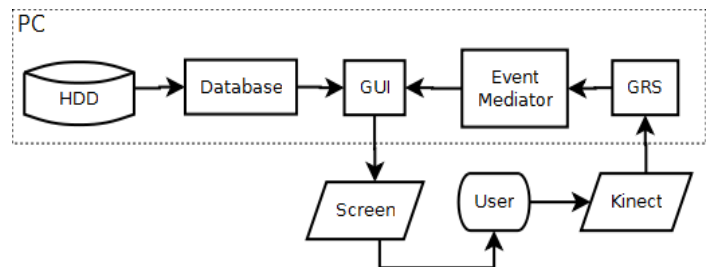 PC
HDD
Database
GUI
Event
Mediator
GRS
Screen
User
Kinect